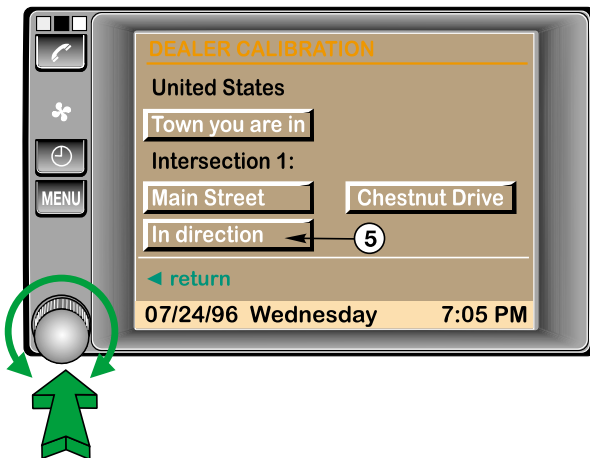 DEALER CALIBRATION
United States
Town you are in
Intersection 1:
MENU
Main Street Chestnut Drive
In direction 5
◄ return
07/24/96 Wednesday 7:05 PM